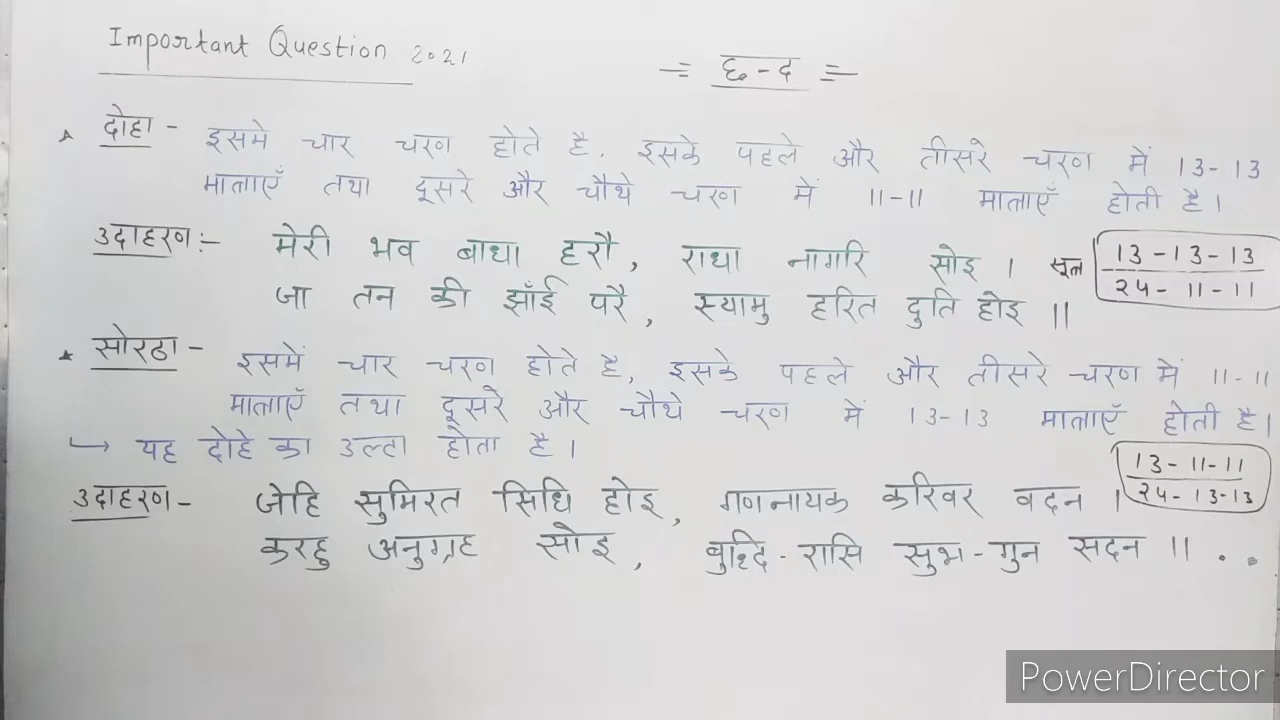 Important Question 2021
= छन्द =
* दोहा - इसमे चार चरण होते है. इसके पहले और तीसरे चरण में 13-13
मात्राएँ तथा दूसरे और चौथे चरण में 11-11 मात्राएँ होती है।
उदाहरण:- मेरी भव बाधा हरौ, राधा नागरि सोइ।
सूत्र 13-13-13
24-11-11
जा तन की झाँई परै, स्यामु हरित दुति होइ॥
* सोरठा - इसमें चार चरण होते है, इसके पहले और तीसरे चरण में 11-11
मात्राएँ तथा दूसरे और चौथे चरण में 13-13 मात्राएँ होती है।
↳ यह दोहे का उल्टा होता है।
13-11-11
24-13-13
उदाहरण- जेहि सुमिरत सिधि होइ, गणनायक करिवर वदन।
करहु अनुग्रह सोइ, बुद्दि-रासि सुभ-गुन सदन॥..
PowerDirector